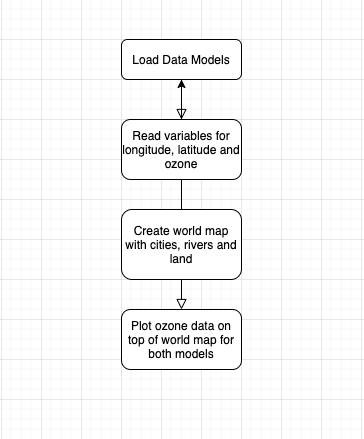 Load Data Models
Read variables for
longitude, latitude and
ozone
Create world map
with cities, rivers and
land
Plot ozone data on
top of world map for
both models